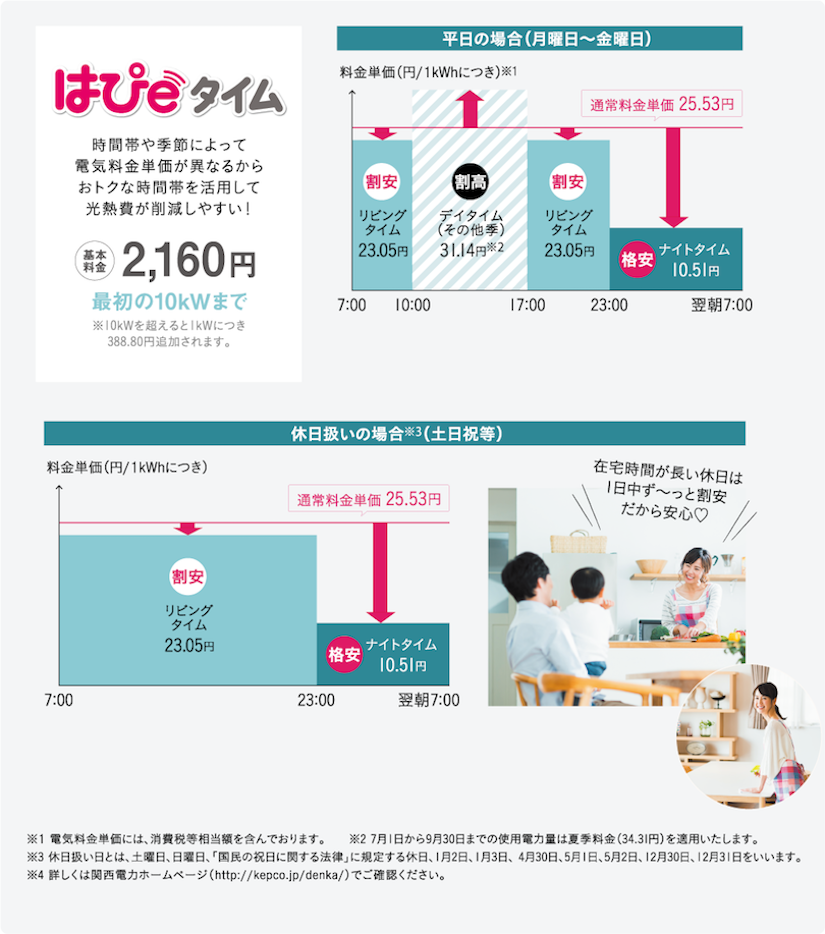 はぴeタイム
時間帯や季節によって
電気料金単価が異なるから
おトクな時間帯を活用して
光熱費が削減しやすい！
基本
料金
2,160円
最初の10kWまで
※10kWを超えると1kWにつき
388.80円追加されます。
平日の場合（月曜日～金曜日）
料金単価（円/1kWhにつき）※1
通常料金単価 25.53円
割安
リビング
タイム
23.05円
割高
デイタイム
（その他季）
31.14円※2
割安
リビング
タイム
23.05円
格安
ナイトタイム
10.51円
7:00 10:00 17:00 23:00 翌朝7:00
休日扱いの場合※3（土日祝等）
料金単価（円/1kWhにつき）
通常料金単価 25.53円
割安
リビング
タイム
23.05円
格安
ナイトタイム
10.51円
7:00 23:00 翌朝7:00
在宅時間が長い休日は
1日中ず～っと割安
だから安心♡
※1 電気料金単価には、消費税等相当額を含んでおります。 ※2 7月1日から9月30日までの使用電力量は夏季料金（34.31円）を適用いたします。
※3 休日扱い日とは、土曜日、日曜日、「国民の祝日に関する法律」に規定する休日、1月2日、1月3日、4月30日、5月1日、5月2日、12月30日、12月31日をいいます。
※4 詳しくは関西電力ホームページ（http://kepco.jp/denka/）でご確認ください。